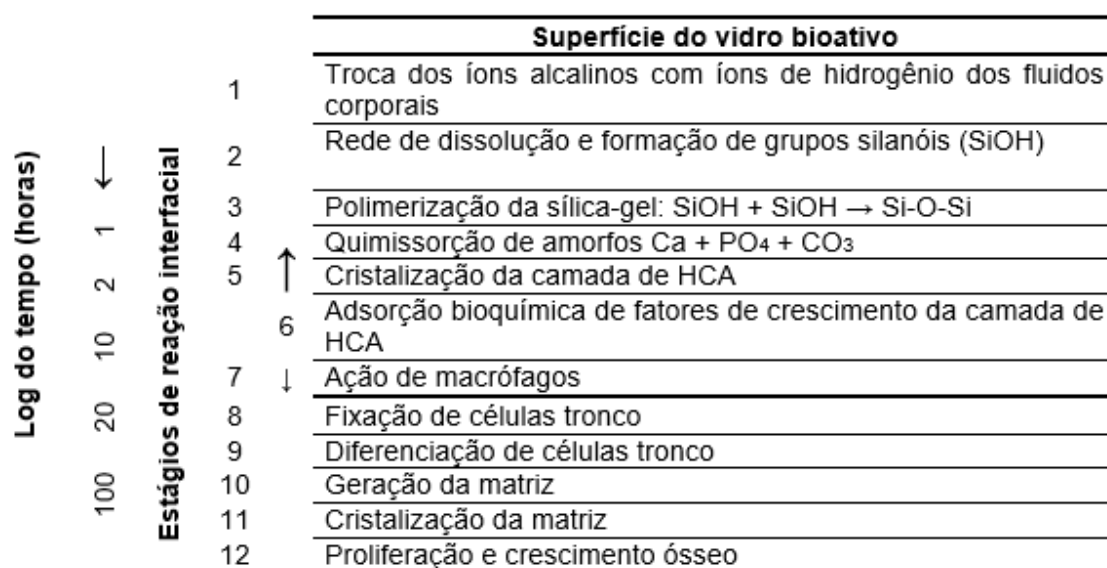 Superfície do vidro bioativo
1 Troca dos íons alcalinos com íons de hidrogênio dos fluidos
corporais
2 Rede de dissolução e formação de grupos silanóis (SiOH)
3 Polimerização da sílica-gel: SiOH + SiOH → Si-O-Si
4 Quimissorção de amorfos Ca + PO4 + CO3
5 Cristalização da camada de HCA
6 Adsorção bioquímica de fatores de crescimento da camada de
HCA
7 Ação de macrófagos
8 Fixação de células tronco
9 Diferenciação de células tronco
10 Geração da matriz
11 Cristalização da matriz
12 Proliferação e crescimento ósseo
Log do tempo (horas)
1 2 10 20 100
Estágios de reação interfacial